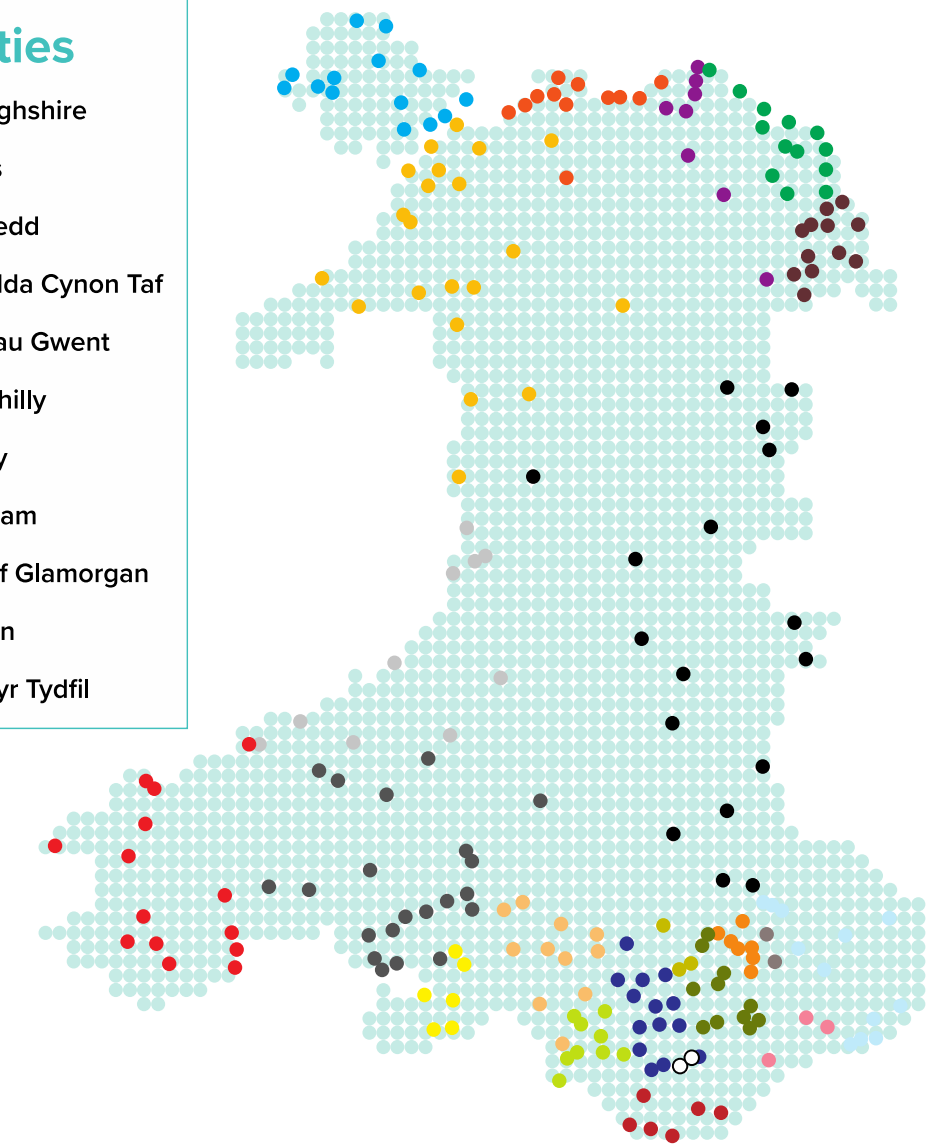 ties
ghshire
s
edd
dda Cynon Taf
au Gwent
hilly
y
am
f Glamorgan
n
yr Tydfil